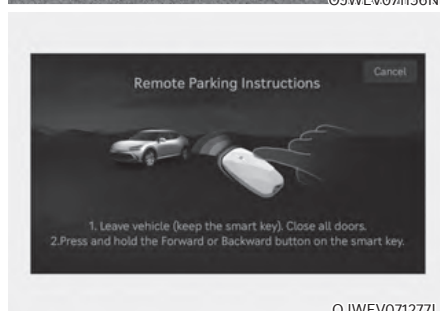 Cancel
Remote Parking Instructions
1. Leave vehicle (keep the smart key). Close all doors.
2.Press and hold the Forward or Backward button on the smart key.